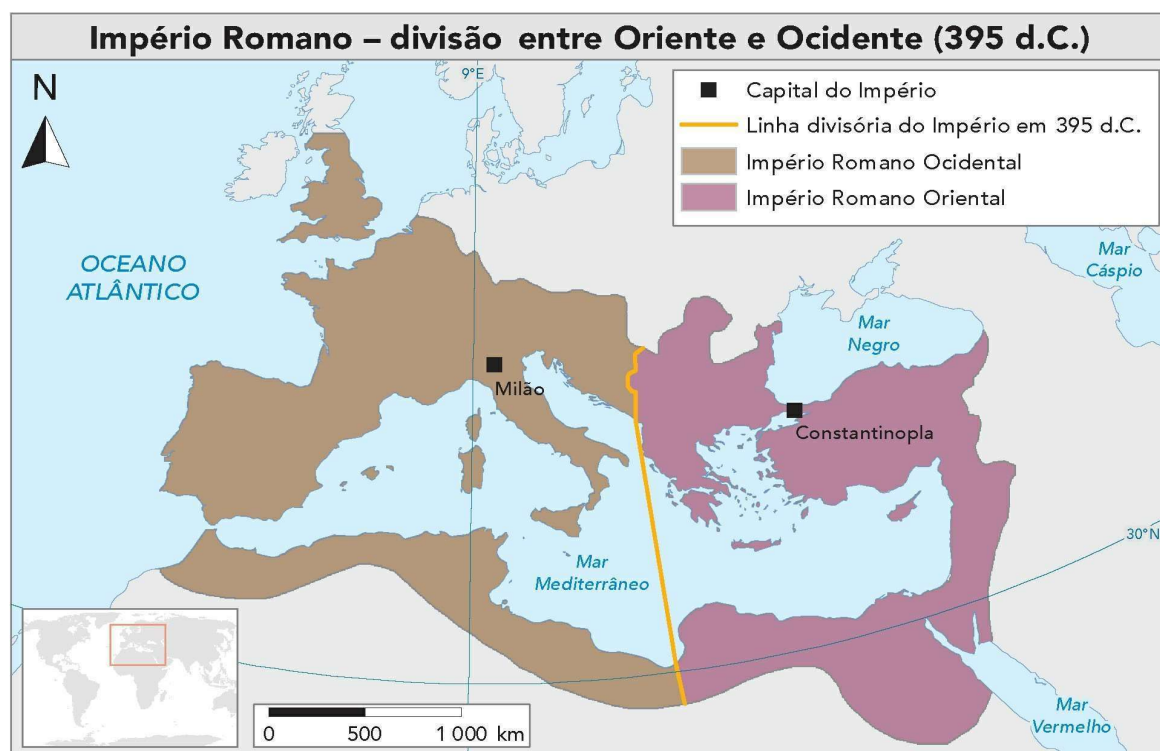 Império Romano – divisão entre Oriente e Ocidente (395 d.C.)
N
9°E
Capital do Império
Linha divisória do Império em 395 d.C.
Império Romano Ocidental
Império Romano Oriental
OCEANO
ATLÂNTICO
Mar
Cáspio
Mar
Negro
Milão
Constantinopla
30°N
Mar
Mediterrâneo
Mar
Vermelho
0 500 1 000 km